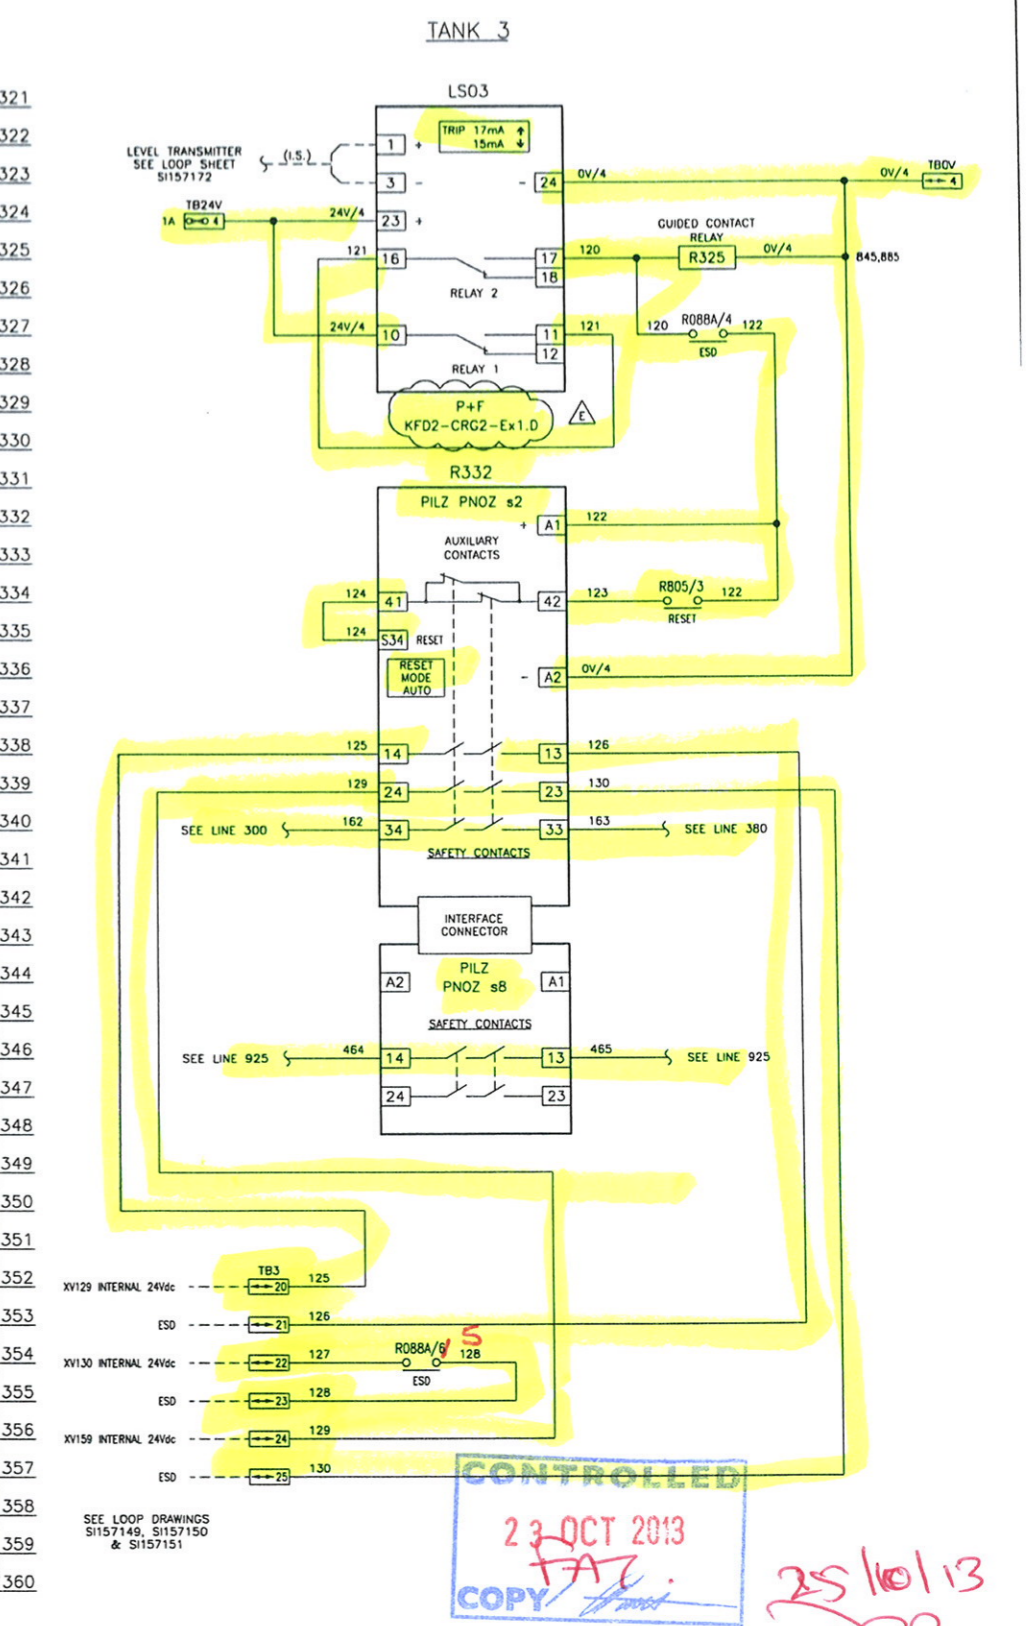 TANK 3
321
LS03
TRIP 17mA
15mA
322
LEVEL TRANSMITTER
SEE LOOP SHEET
SI157172
(I.S.)
1 +
323
3 -
- 24
0V/4
0V/4
TB0V
4
324
TB24V
1A
4
24V/4
23 +
GUIDED CONTACT
RELAY
325
121
16
17
120
R325
0V/4
845,885
18
326
RELAY 2
327
24V/4
10
11
121
120
R088A/4
122
ESD
12
328
RELAY 1
329
P+F
KFD2-CRG2-Ex1.D
E
330
R332
331
PILZ PNOZ s2
332
+ A1
122
AUXILIARY
CONTACTS
333
334
124
41
42
123
R805/3
122
RESET
335
124
S34
RESET
336
RESET
MODE
AUTO
- A2
0V/4
337
338
125
14
13
126
339
129
24
23
130
340
SEE LINE 300
162
34
33
163
SEE LINE 380
341
SAFETY CONTACTS
342
INTERFACE
CONNECTOR
343
344
A2
PILZ
PNOZ s8
A1
345
SAFETY CONTACTS
346
SEE LINE 925
464
14
13
465
SEE LINE 925
347
24
23
348
349
350
351
352
TB3
XV129 INTERNAL 24Vdc
20
125
353
ESD
21
126
354
XV130 INTERNAL 24Vdc
22
127
R088A/6
5
128
ESD
355
ESD
23
128
356
XV159 INTERNAL 24Vdc
24
129
357
ESD
25
130
358
SEE LOOP DRAWINGS
SI157149, SI157150
& SI157151
359
360
CONTROLLED
23 OCT 2013
FAT.
COPY
25/10/13